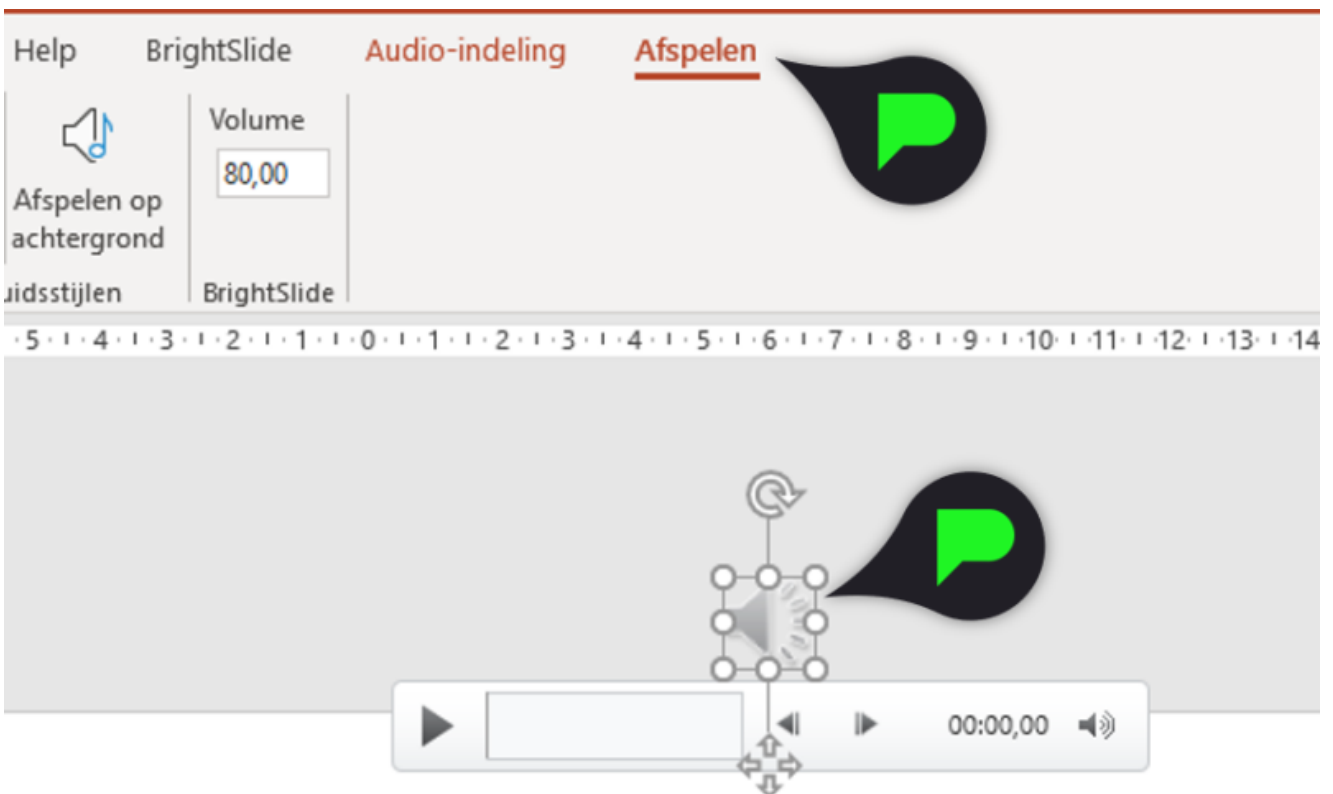 Help BrightSlide Audio-indeling Afspelen
Volume
80,00
Afspelen op
achtergrond
uidsstijlen BrightSlide
5 4 3 2 1 0 1 2 3 4 5 6 7 8 9 10 11 12 13 14
00:00,00